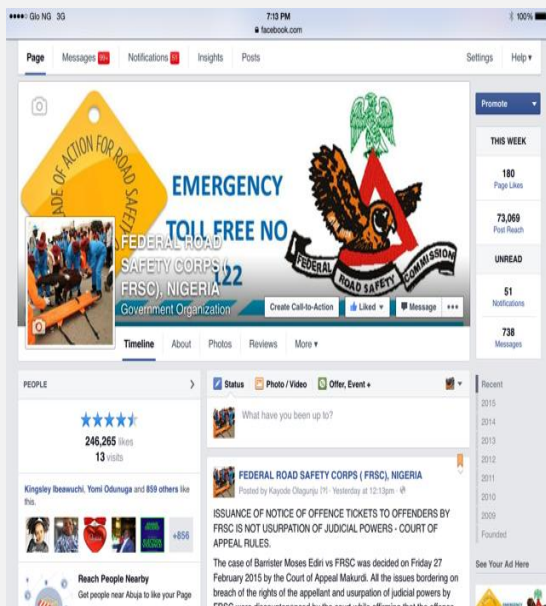 Glo NG 3G 7:13 PM 100%
facebook.com
Page Messages 99+ Notifications 51 Insights Posts Settings Help
ADE OF ACTION FOR ROAD SAFETY
EMERGENCY
TOLL FREE NO
122
FEDERAL ROAD SAFETY COMMISSION
FEDERAL ROAD
SAFETY CORPS (
FRSC), NIGERIA
Government Organization
Create Call-to-Action Liked Message
Timeline About Photos Reviews More
Promote
THIS WEEK
180
Page Likes
73,069
Post Reach
UNREAD
51
Notifications
738
Messages
Recent
2015
2014
2013
2012
2011
2010
2009
Founded
See Your Ad Here
PEOPLE
246,265 likes
13 visits
Kingsley Ibeawuchi, Yomi Odunuga and 859 others like
this.
+856
Reach People Nearby
Get people near Abuja to like your Page
Status Photo / Video Offer, Event +
What have you been up to?
FEDERAL ROAD SAFETY CORPS ( FRSC), NIGERIA
Posted by Kayode Olagunju [?] · Yesterday at 12:13pm ·
ISSUANCE OF NOTICE OF OFFENCE TICKETS TO OFFENDERS BY
FRSC IS NOT USURPATION OF JUDICIAL POWERS - COURT OF
APPEAL RULES.
The case of Barrister Moses Ediri vs FRSC was decided on Friday 27
February 2015 by the Court of Appeal Makurdi. All the issues bordering on
breach of the rights of the appellant and usurpation of judicial powers by